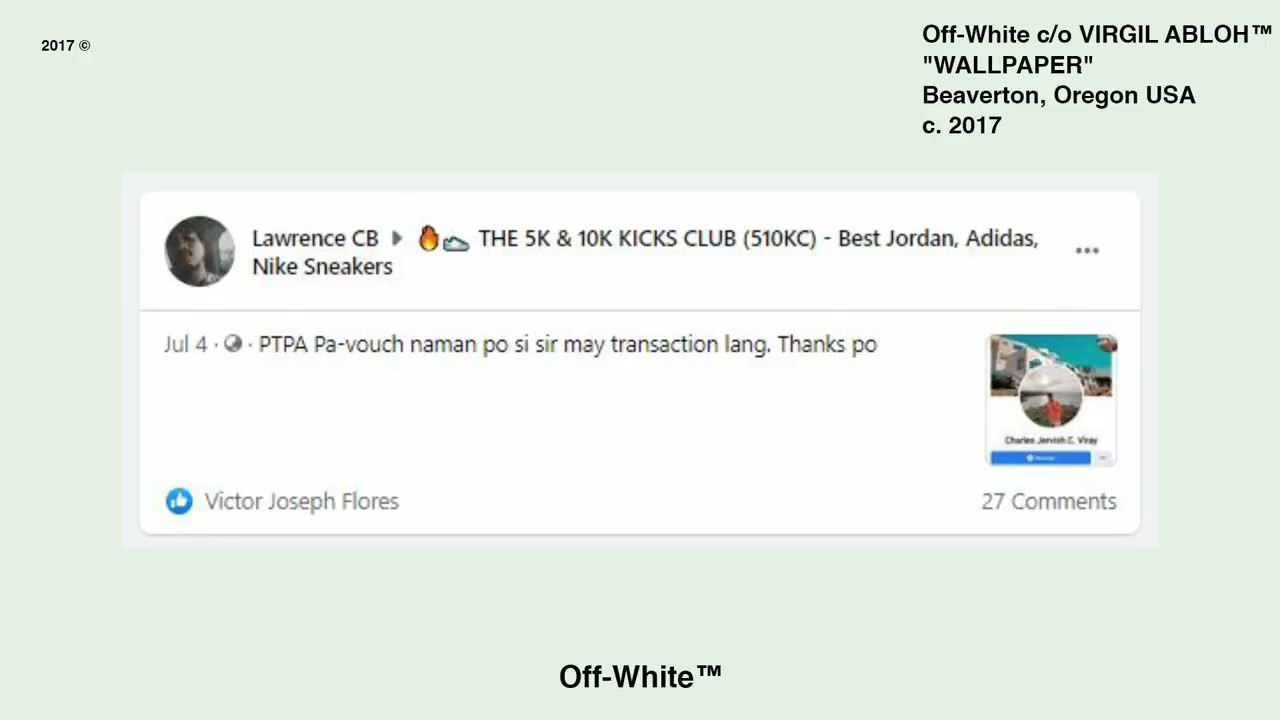 2017 ©
Off-White c/o VIRGIL ABLOH™
"WALLPAPER"
Beaverton, Oregon USA
c. 2017
Lawrence CB ▶ 🔥👟 THE 5K & 10K KICKS CLUB (510KC) - Best Jordan, Adidas,
Nike Sneakers
Jul 4 · PTPA Pa-vouch naman po si sir may transaction lang. Thanks po
Charles Jervish C. Viray
Victor Joseph Flores
27 Comments
Off-White™